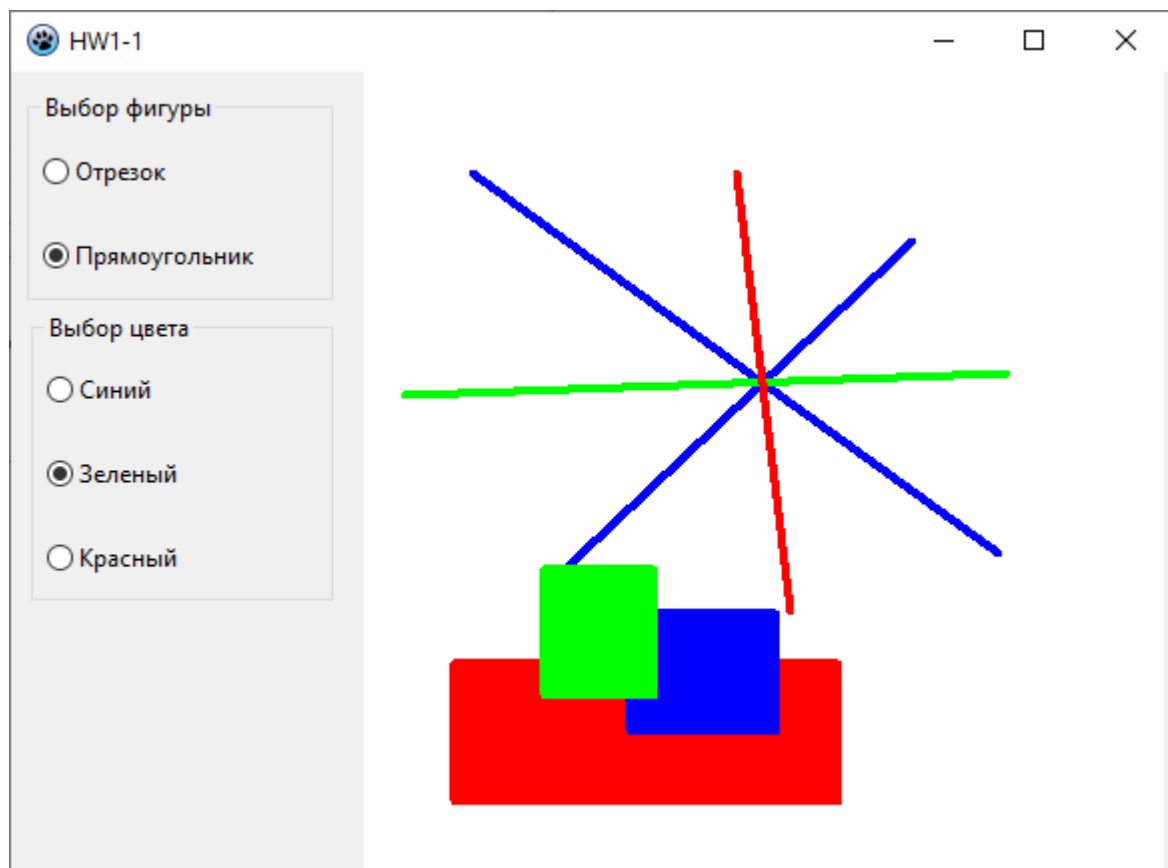 HW1-1
Выбор фигуры
Отрезок
Прямоугольник
Выбор цвета
Синий
Зеленый
Красный